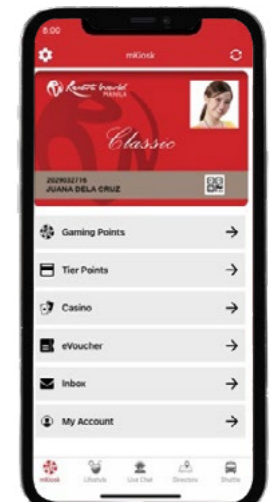 6:00
mKiosk
Resorts World
MANILA
Classic
2029032716
JUANA DELA CRUZ
Gaming Points
Tier Points
Casino
eVoucher
Inbox
My Account
mKiosk Lifestyle Live Chat Directory Shuttle